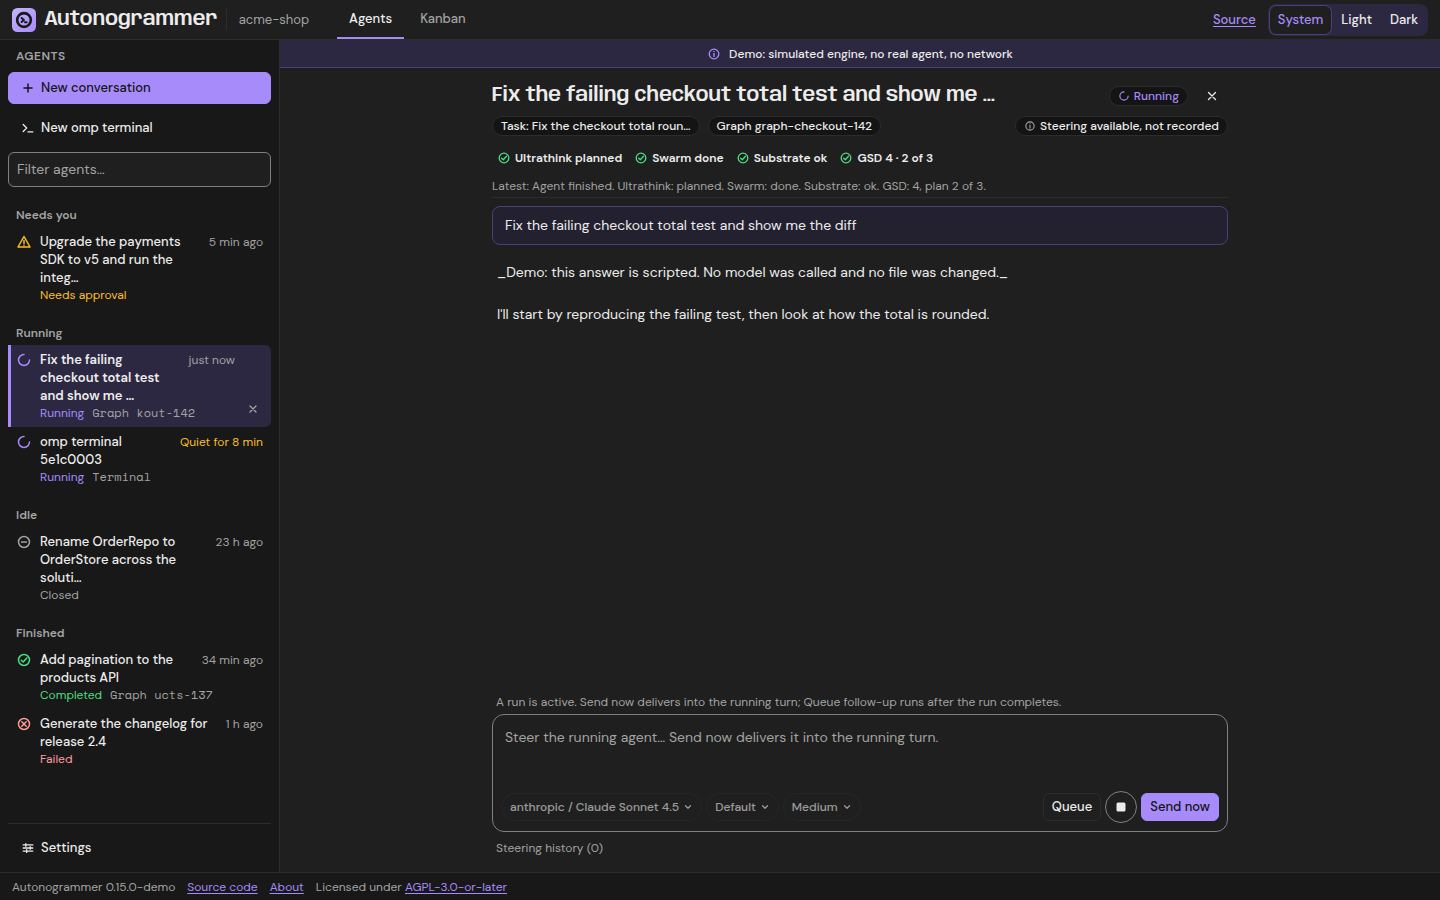 Autonogrammer
acme-shop
Agents
Kanban
Source
System
Light
Dark
AGENTS
New conversation
New omp terminal
Filter agents…
Needs you
Upgrade the payments
SDK to v5 and run the
integ…
5 min ago
Needs approval
Running
Fix the failing
checkout total test
and show me …
just now
Running Graph kout-142
omp terminal
5e1c0003
Quiet for 8 min
Running Terminal
Idle
Rename OrderRepo to
OrderStore across the
soluti…
23 h ago
Closed
Finished
Add pagination to the
products API
34 min ago
Completed Graph ucts-137
Generate the changelog for
release 2.4
1 h ago
Failed
Settings
Demo: simulated engine, no real agent, no network
Fix the failing checkout total test and show me …
Running
Task: Fix the checkout total roun…
Graph graph-checkout-142
Steering available, not recorded
Ultrathink planned
Swarm done
Substrate ok
GSD 4 · 2 of 3
Latest: Agent finished. Ultrathink: planned. Swarm: done. Substrate: ok. GSD: 4, plan 2 of 3.
Fix the failing checkout total test and show me the diff
_Demo: this answer is scripted. No model was called and no file was changed._
I'll start by reproducing the failing test, then look at how the total is rounded.
A run is active. Send now delivers into the running turn; Queue follow-up runs after the run completes.
Steer the running agent… Send now delivers it into the running turn.
anthropic / Claude Sonnet 4.5
Default
Medium
Queue
Send now
Steering history (0)
Autonogrammer 0.15.0-demo
Source code
About
Licensed under AGPL-3.0-or-later